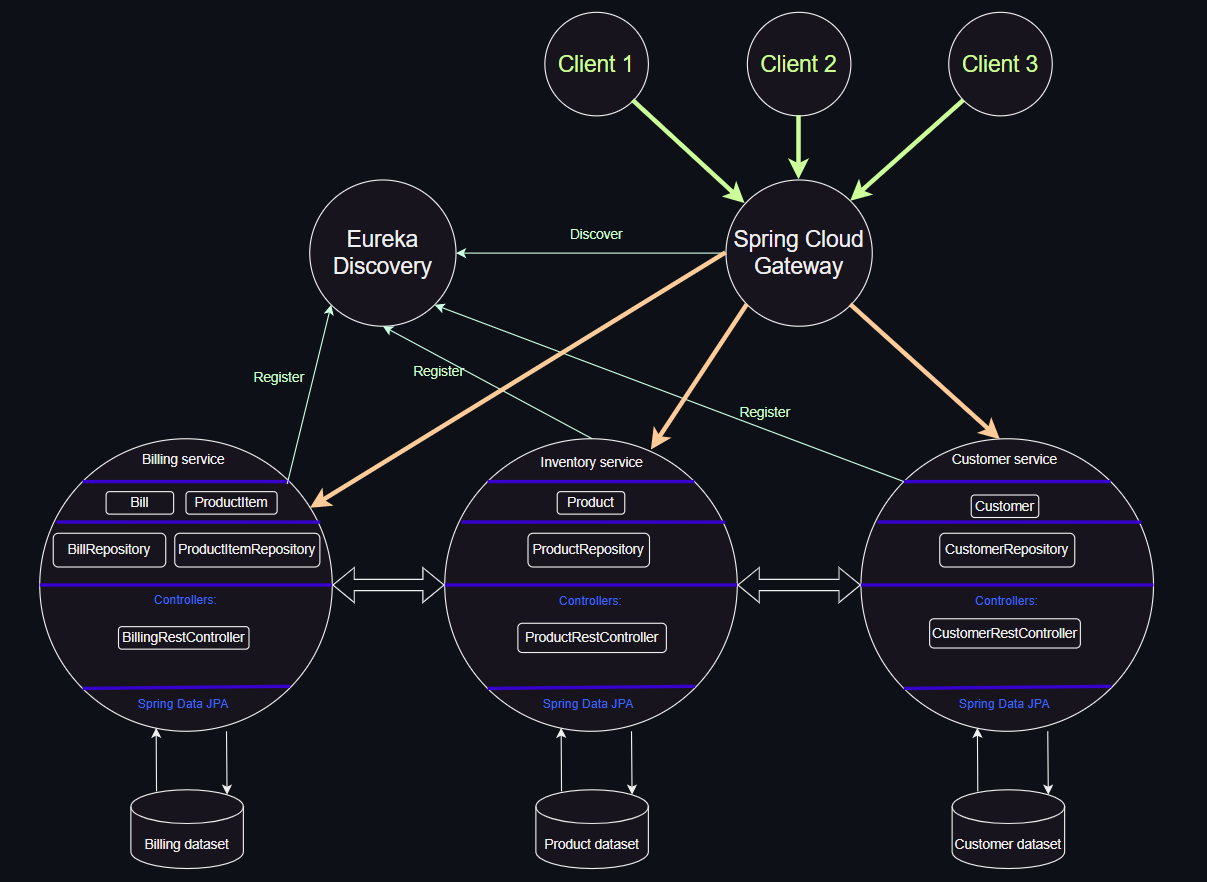 Client 1
Client 2
Client 3
Eureka
Discovery
Discover
Spring Cloud
Gateway
Register
Register
Register
Billing service
Bill
ProductItem
BillRepository
ProductItemRepository
Controllers:
BillingRestController
Spring Data JPA
Inventory service
Product
ProductRepository
Controllers:
ProductRestController
Spring Data JPA
Customer service
Customer
CustomerRepository
Controllers:
CustomerRestController
Spring Data JPA
Billing dataset
Product dataset
Customer dataset